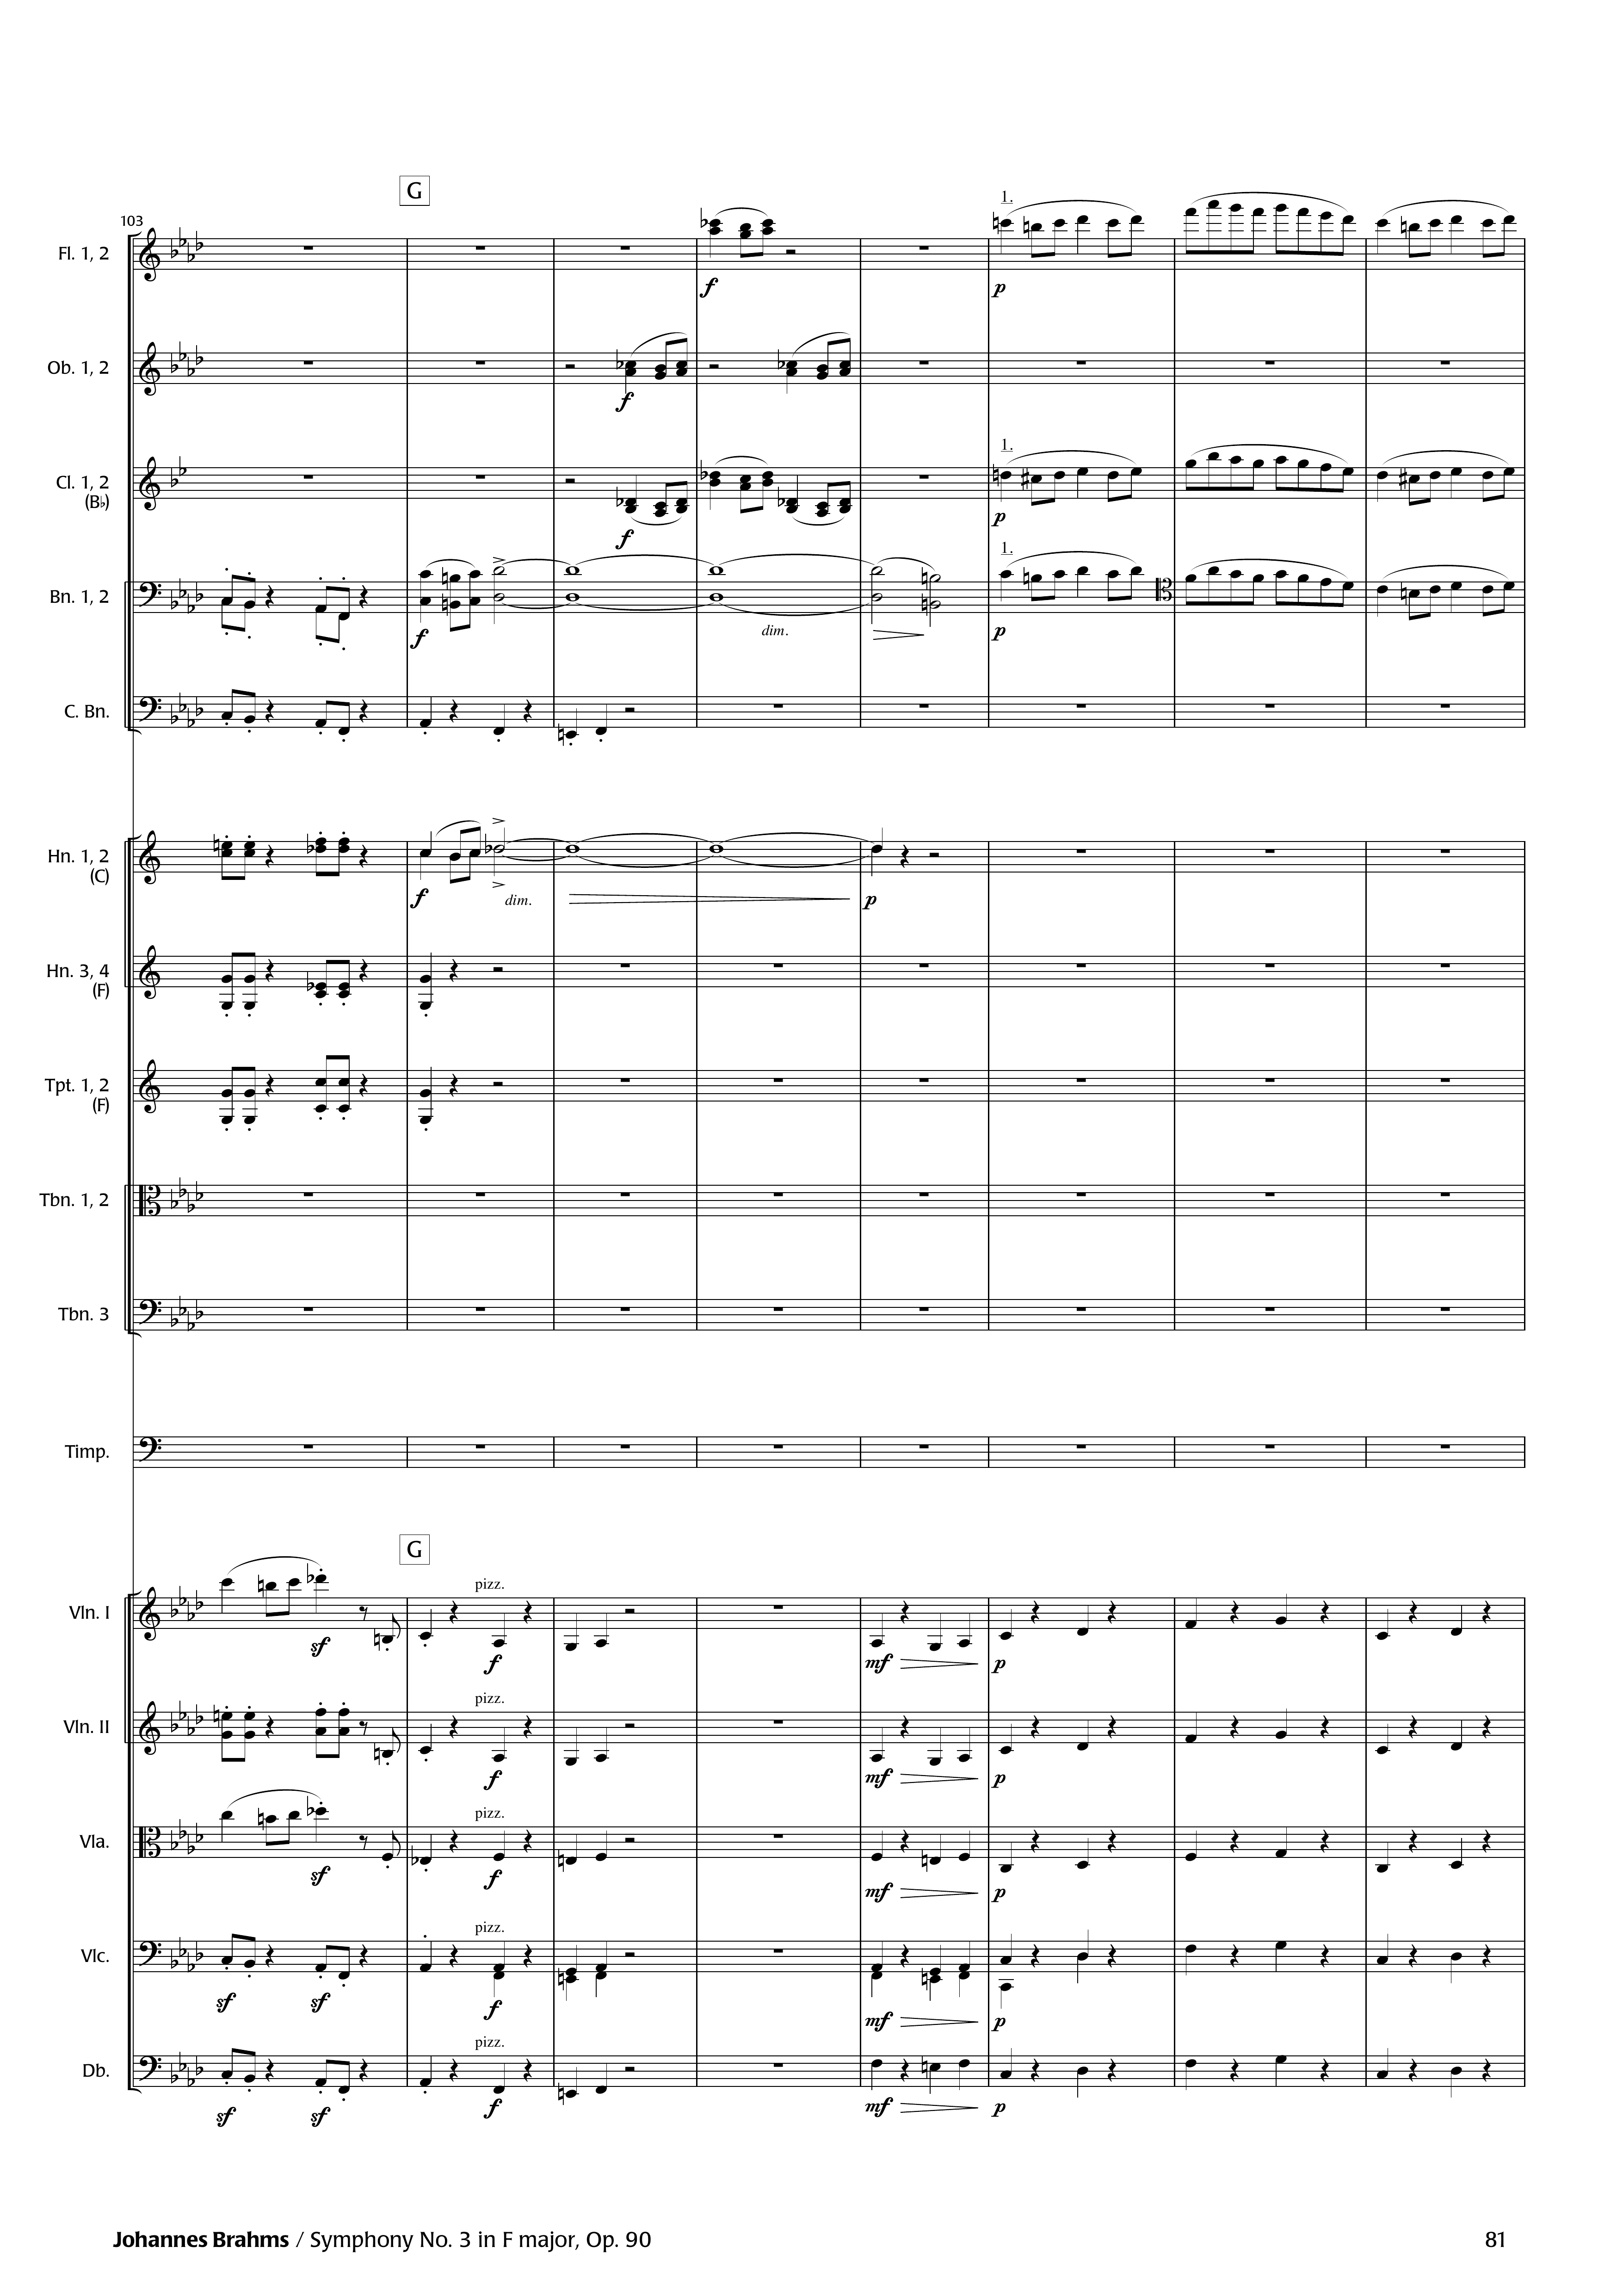 G
103
Fl. 1, 2
f
1.
p
Ob. 1, 2
f
Cl. 1, 2
(B♭)
f
1.
p
Bn. 1, 2
f
dim.
1.
p
C. Bn.
Hn. 1, 2
(C)
f
dim.
p
Hn. 3, 4
(F)
Tpt. 1, 2
(F)
Tbn. 1, 2
Tbn. 3
Timp.
G
Vln. I
sf
pizz.
f
mf
p
Vln. II
pizz.
f
mf
p
Vla.
sf
pizz.
f
mf
p
Vlc.
sf
sf
pizz.
f
mf
p
Db.
sf
sf
pizz.
f
mf
p
Johannes Brahms / Symphony No. 3 in F major, Op. 90
81